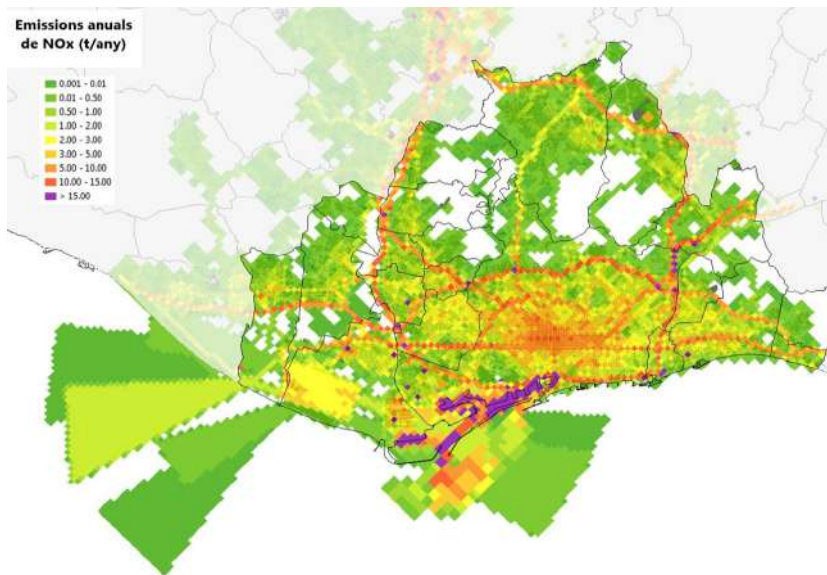 Emissions anuals
de NOx (t/any)
0.001 - 0.01
0.01 - 0.50
0.50 - 1.00
1.00 - 2.00
2.00 - 3.00
3.00 - 5.00
5.00 - 10.00
10.00 - 15.00
> 15.00